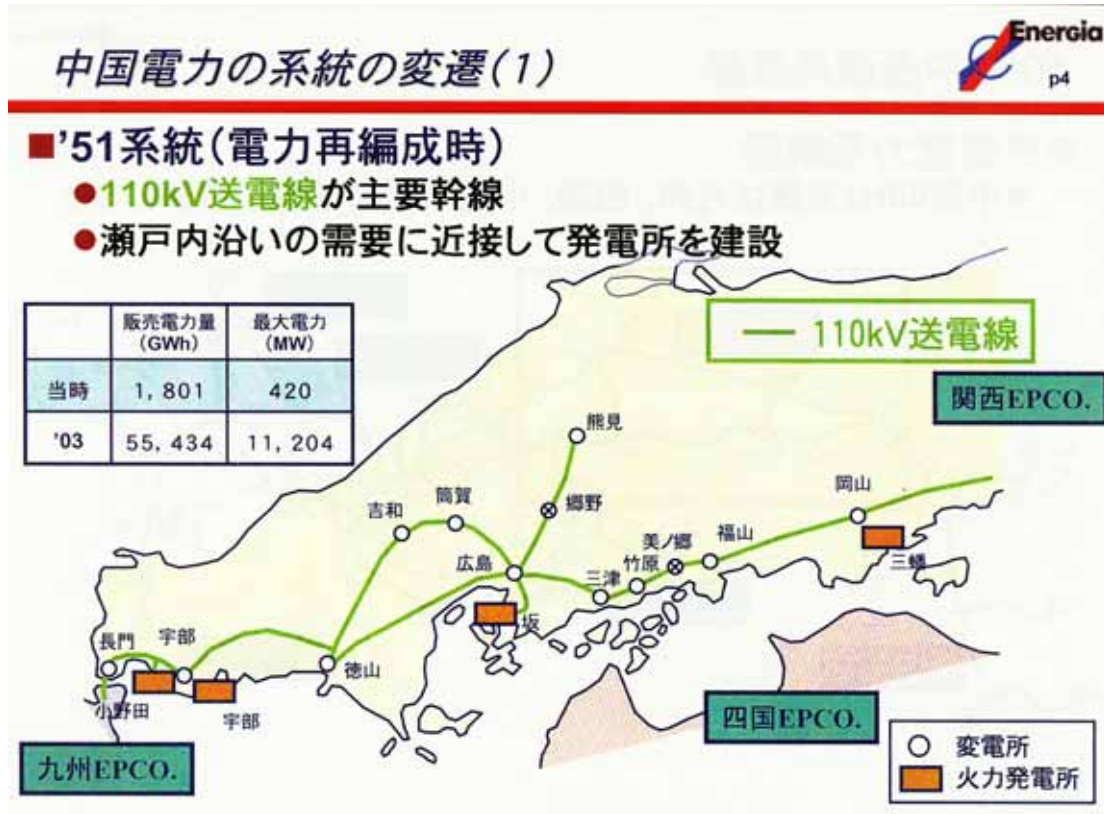 中国電力の系統の変遷(1)
Energia
p4
■'51系統(電力再編成時)
●110kV送電線が主要幹線
●瀬戸内沿いの需要に近接して発電所を建設
販売電力量 最大電力
(GWh) (MW)
当時 1,801 420
'03 55,434 11,204
110kV送電線
関西EPCO.
熊見
郷野
筒賀
吉和
岡山
三蟠
美ノ郷
福山
竹原
三津
広島
坂
長門
宇部
徳山
小野田
宇部
四国EPCO.
九州EPCO.
変電所
火力発電所